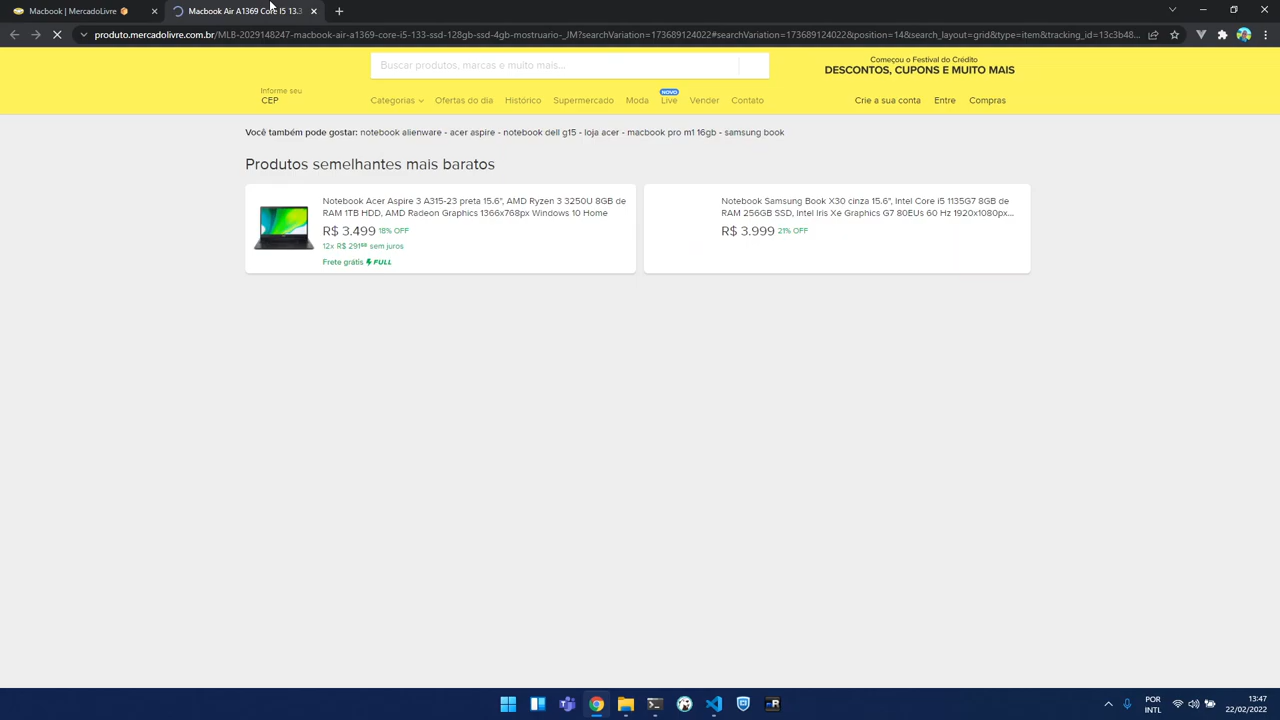 Macbook | MercadoLivre
Macbook Air A1369 Core I5 13.3
produto.mercadolivre.com.br/MLB-2029148247-macbook-air-a1369-core-i5-133-ssd-128gb-ssd-4gb-mostruario-_JM?searchVariation=173689124022#searchVariation=173689124022&position=14&search_layout=grid&type=item&tracking_id=13c3b48...
Buscar produtos, marcas e muito mais...
Começou o Festival do Crédito
DESCONTOS, CUPONS E MUITO MAIS
Informe seu
CEP
NOVO
Categorias Ofertas do dia Histórico Supermercado Moda Live Vender Contato
Crie a sua conta Entre Compras
Você também pode gostar: notebook alienware - acer aspire - notebook dell g15 - loja acer - macbook pro m1 16gb - samsung book
Produtos semelhantes mais baratos
Notebook Acer Aspire 3 A315-23 preta 15.6", AMD Ryzen 3 3250U 8GB de
RAM 1TB HDD, AMD Radeon Graphics 1366x768px Windows 10 Home
R$ 3.499 18% OFF
12x R$ 291⁵⁸ sem juros
Frete grátis FULL
Notebook Samsung Book X30 cinza 15.6", Intel Core i5 1135G7 8GB de
RAM 256GB SSD, Intel Iris Xe Graphics G7 80EUs 60 Hz 1920x1080px...
R$ 3.999 21% OFF
POR
INTL
13:47
22/02/2022